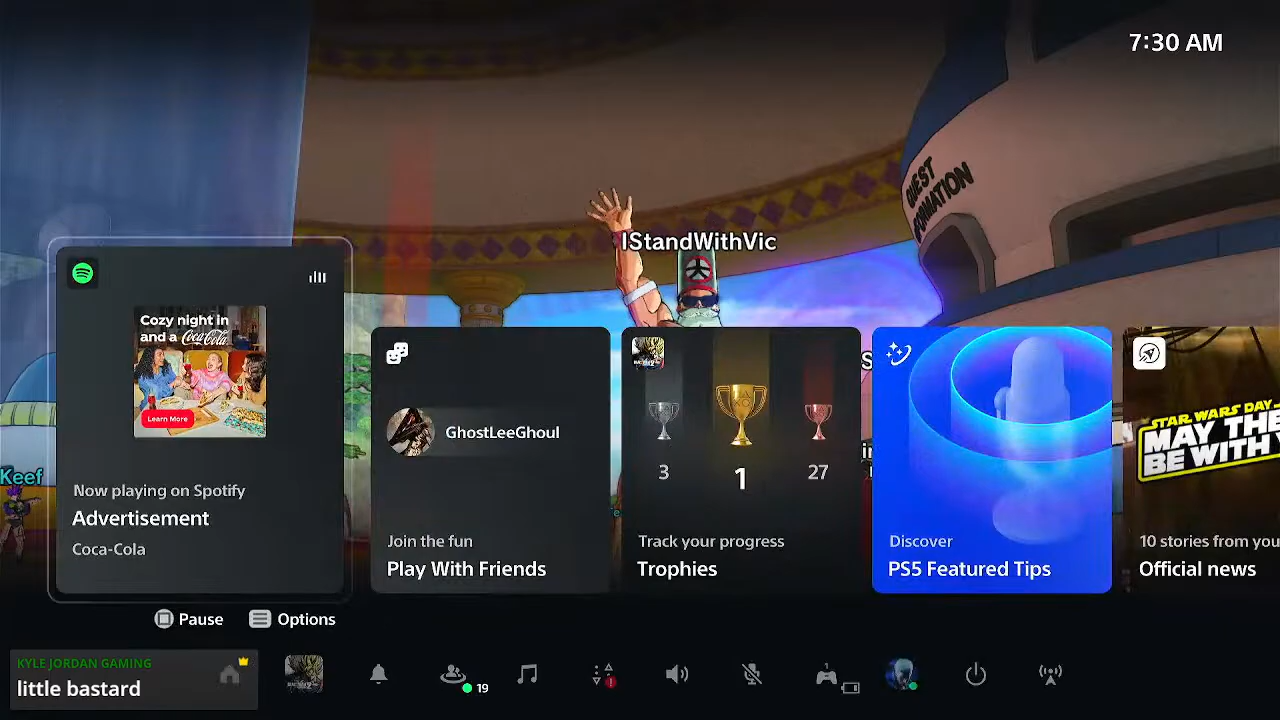 7:30 AM
QUEST
FORMATION
IStandWithVic
Cozy night in
and a Coca-Cola
Learn More
Now playing on Spotify
Advertisement
Coca-Cola
GhostLeeGhoul
Join the fun
Play With Friends
3
1
27
Track your progress
Trophies
Discover
PS5 Featured Tips
STAR WARS DAY
MAY THE
BE WITH Y
10 stories from you
Official news
Keef
Pause
Options
KYLE JORDAN GAMING
little bastard
19
1